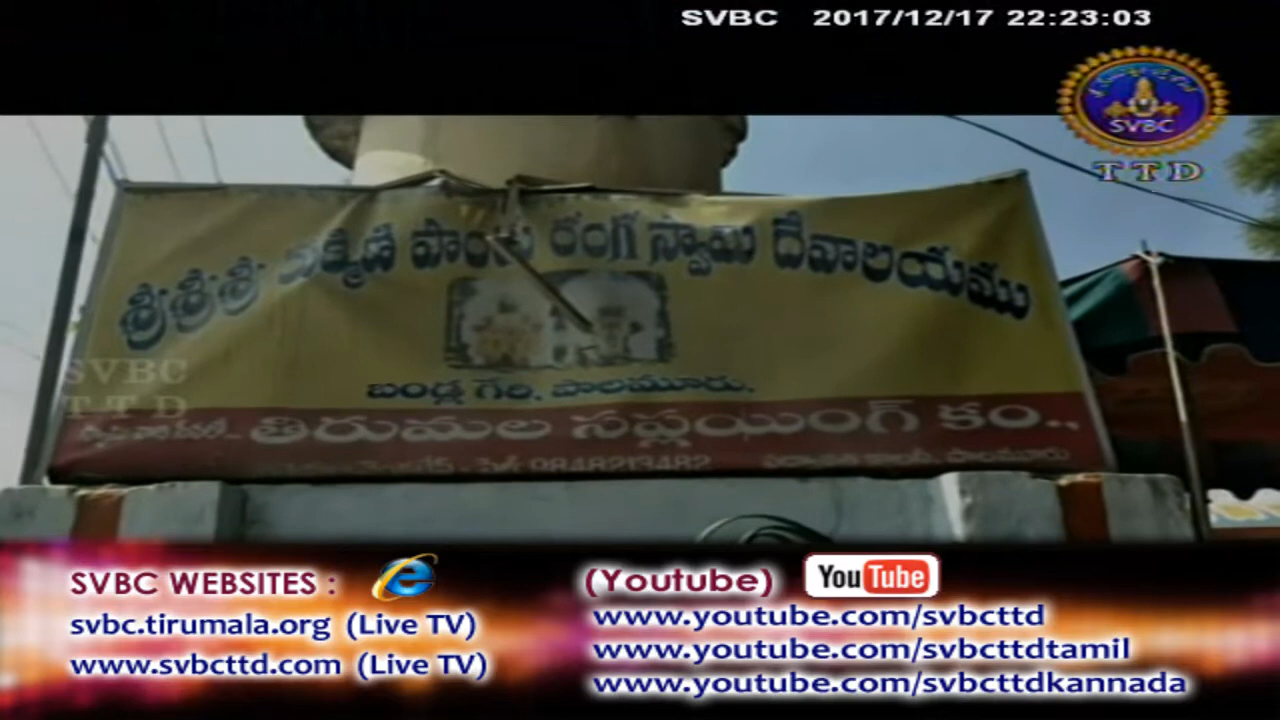 SVBC 2017/12/17 22:23:03
SVBC
TTD
శ్రీశ్రీశ్రీ రంగ స్వామి దేవాలయము
బండ్ల గెరి, పాలమూరు.
SVBC
TTD
తిరుమల సప్లయింగ్ కం..,
9848213482 పాలమూరు
SVBC WEBSITES :
svbc.tirumala.org (Live TV)
www.svbcttd.com (Live TV)
(Youtube) YouTube
www.youtube.com/svbcttd
www.youtube.com/svbcttdtamil
www.youtube.com/svbcttdkannada